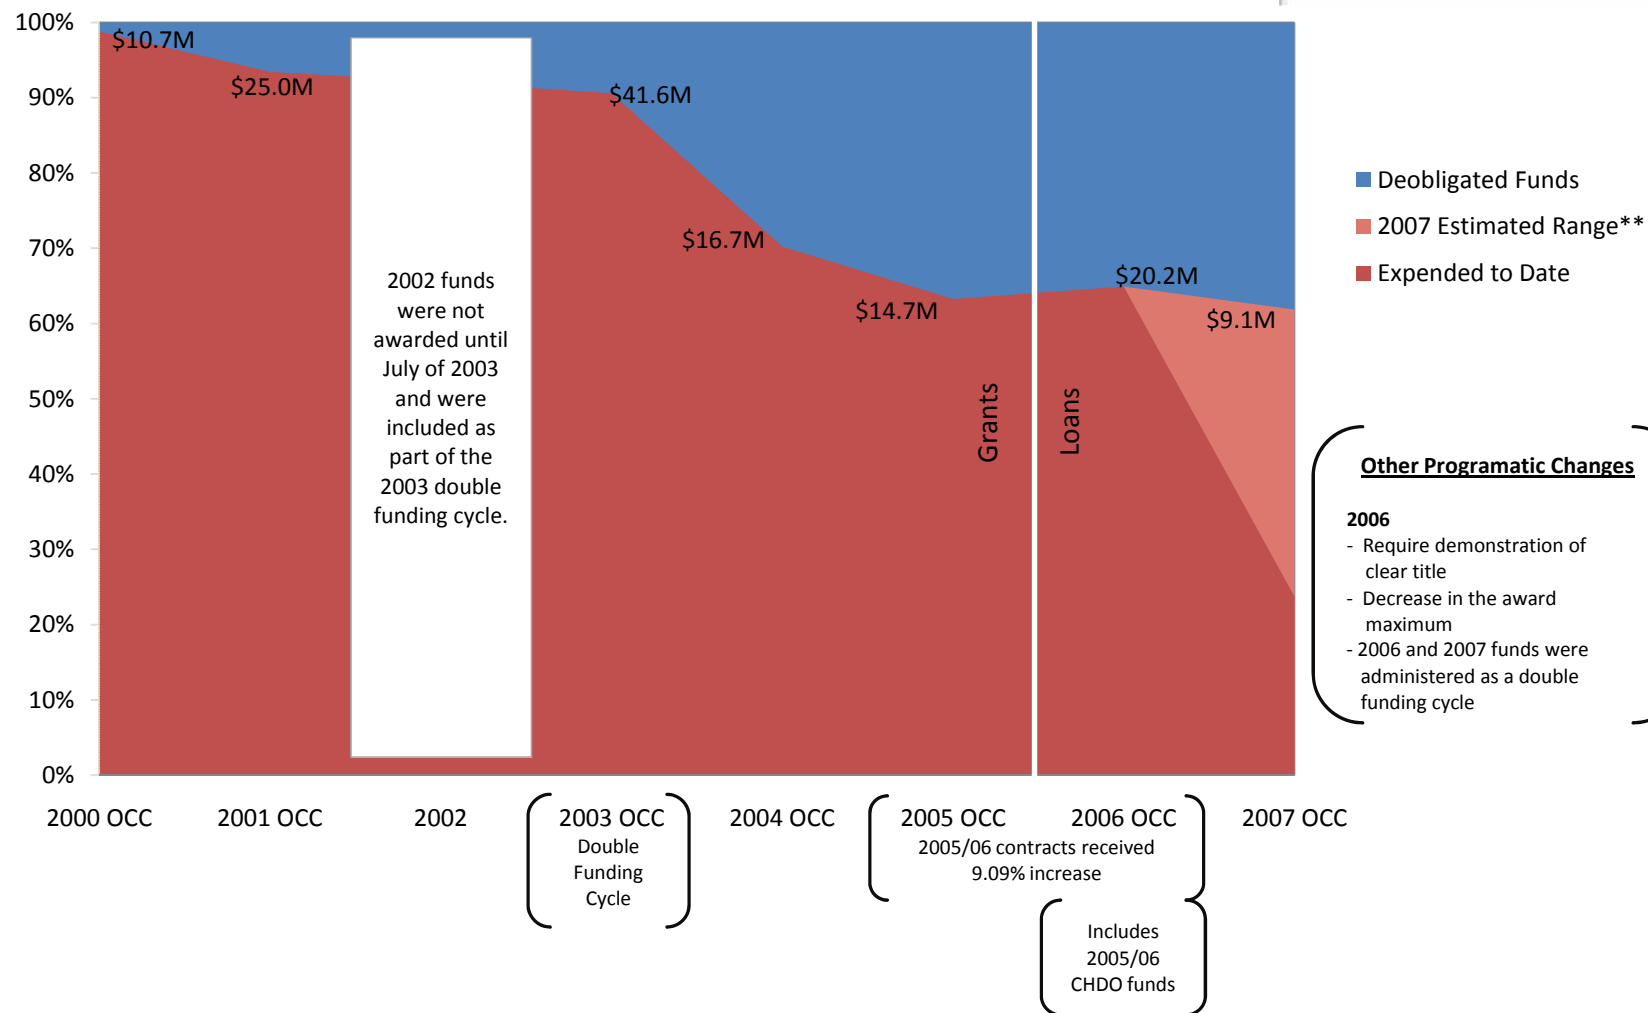 100%
90%
80%
70%
60%
50%
40%
30%
20%
10%
0%
$10.7M
$25.0M
$41.6M
$16.7M
$14.7M
$20.2M
$9.1M
2002 funds
were not
awarded until
July of 2003
and were
included as
part of the
2003 double
funding cycle.
Grants
Loans
Deobligated Funds
2007 Estimated Range**
Expended to Date
Other Programatic Changes
2006
- Require demonstration of
clear title
- Decrease in the award
maximum
- 2006 and 2007 funds were
administered as a double
funding cycle
2000 OCC
2001 OCC
2002
2003 OCC
Double
Funding
Cycle
2004 OCC
2005 OCC
2006 OCC
2005/06 contracts received
9.09% increase
2007 OCC
Includes
2005/06
CHDO funds